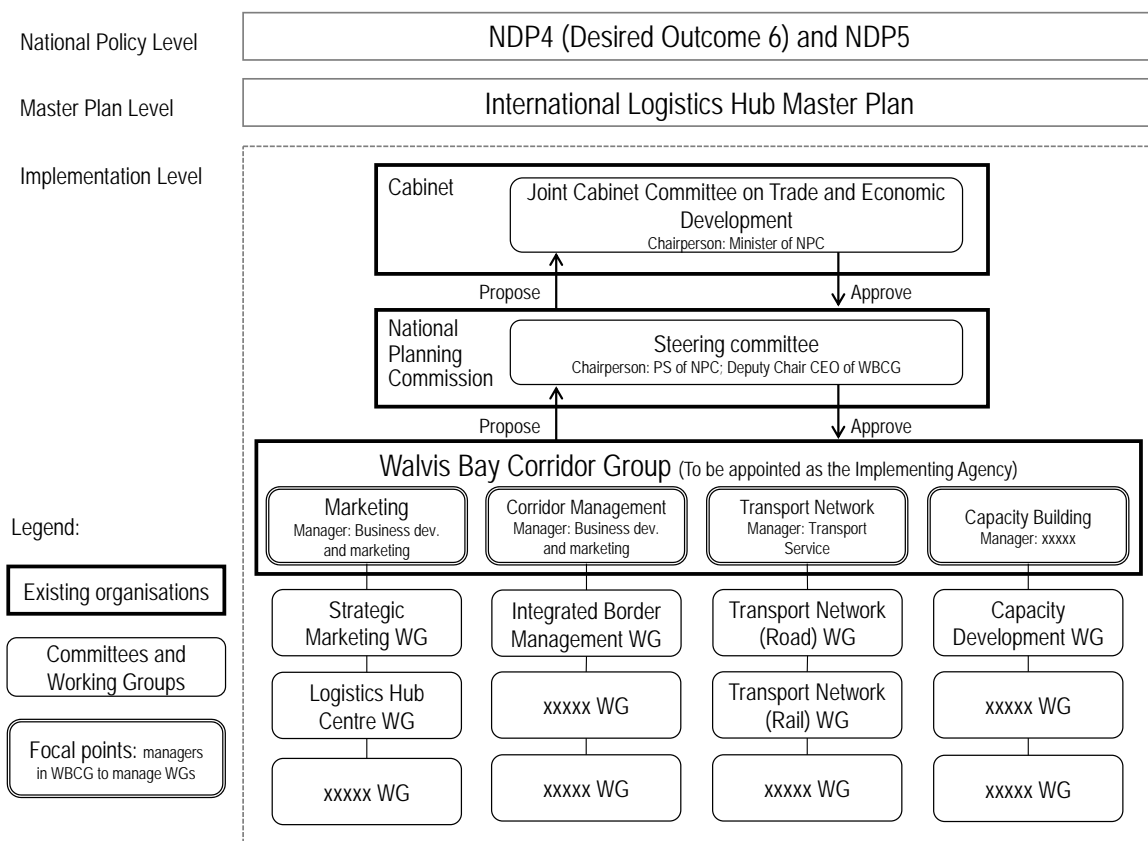 National Policy Level
NDP4 (Desired Outcome 6) and NDP5
Master Plan Level
International Logistics Hub Master Plan
Implementation Level
Cabinet
Joint Cabinet Committee on Trade and Economic
Development
Chairperson: Minister of NPC
Propose
Approve
National
Planning
Commission
Steering committee
Chairperson: PS of NPC; Deputy Chair CEO of WBCG
Propose
Approve
Walvis Bay Corridor Group (To be appointed as the Implementing Agency)
Marketing
Manager: Business dev.
and marketing
Corridor Management
Manager: Business dev.
and marketing
Transport Network
Manager: Transport
Service
Capacity Building
Manager: xxxxx
Strategic
Marketing WG
Integrated Border
Management WG
Transport Network
(Road) WG
Capacity
Development WG
Logistics Hub
Centre WG
xxxxx WG
Transport Network
(Rail) WG
xxxxx WG
xxxxx WG
xxxxx WG
xxxxx WG
xxxxx WG
Legend:
Existing organisations
Committees and
Working Groups
Focal points: managers
in WBCG to manage WGs